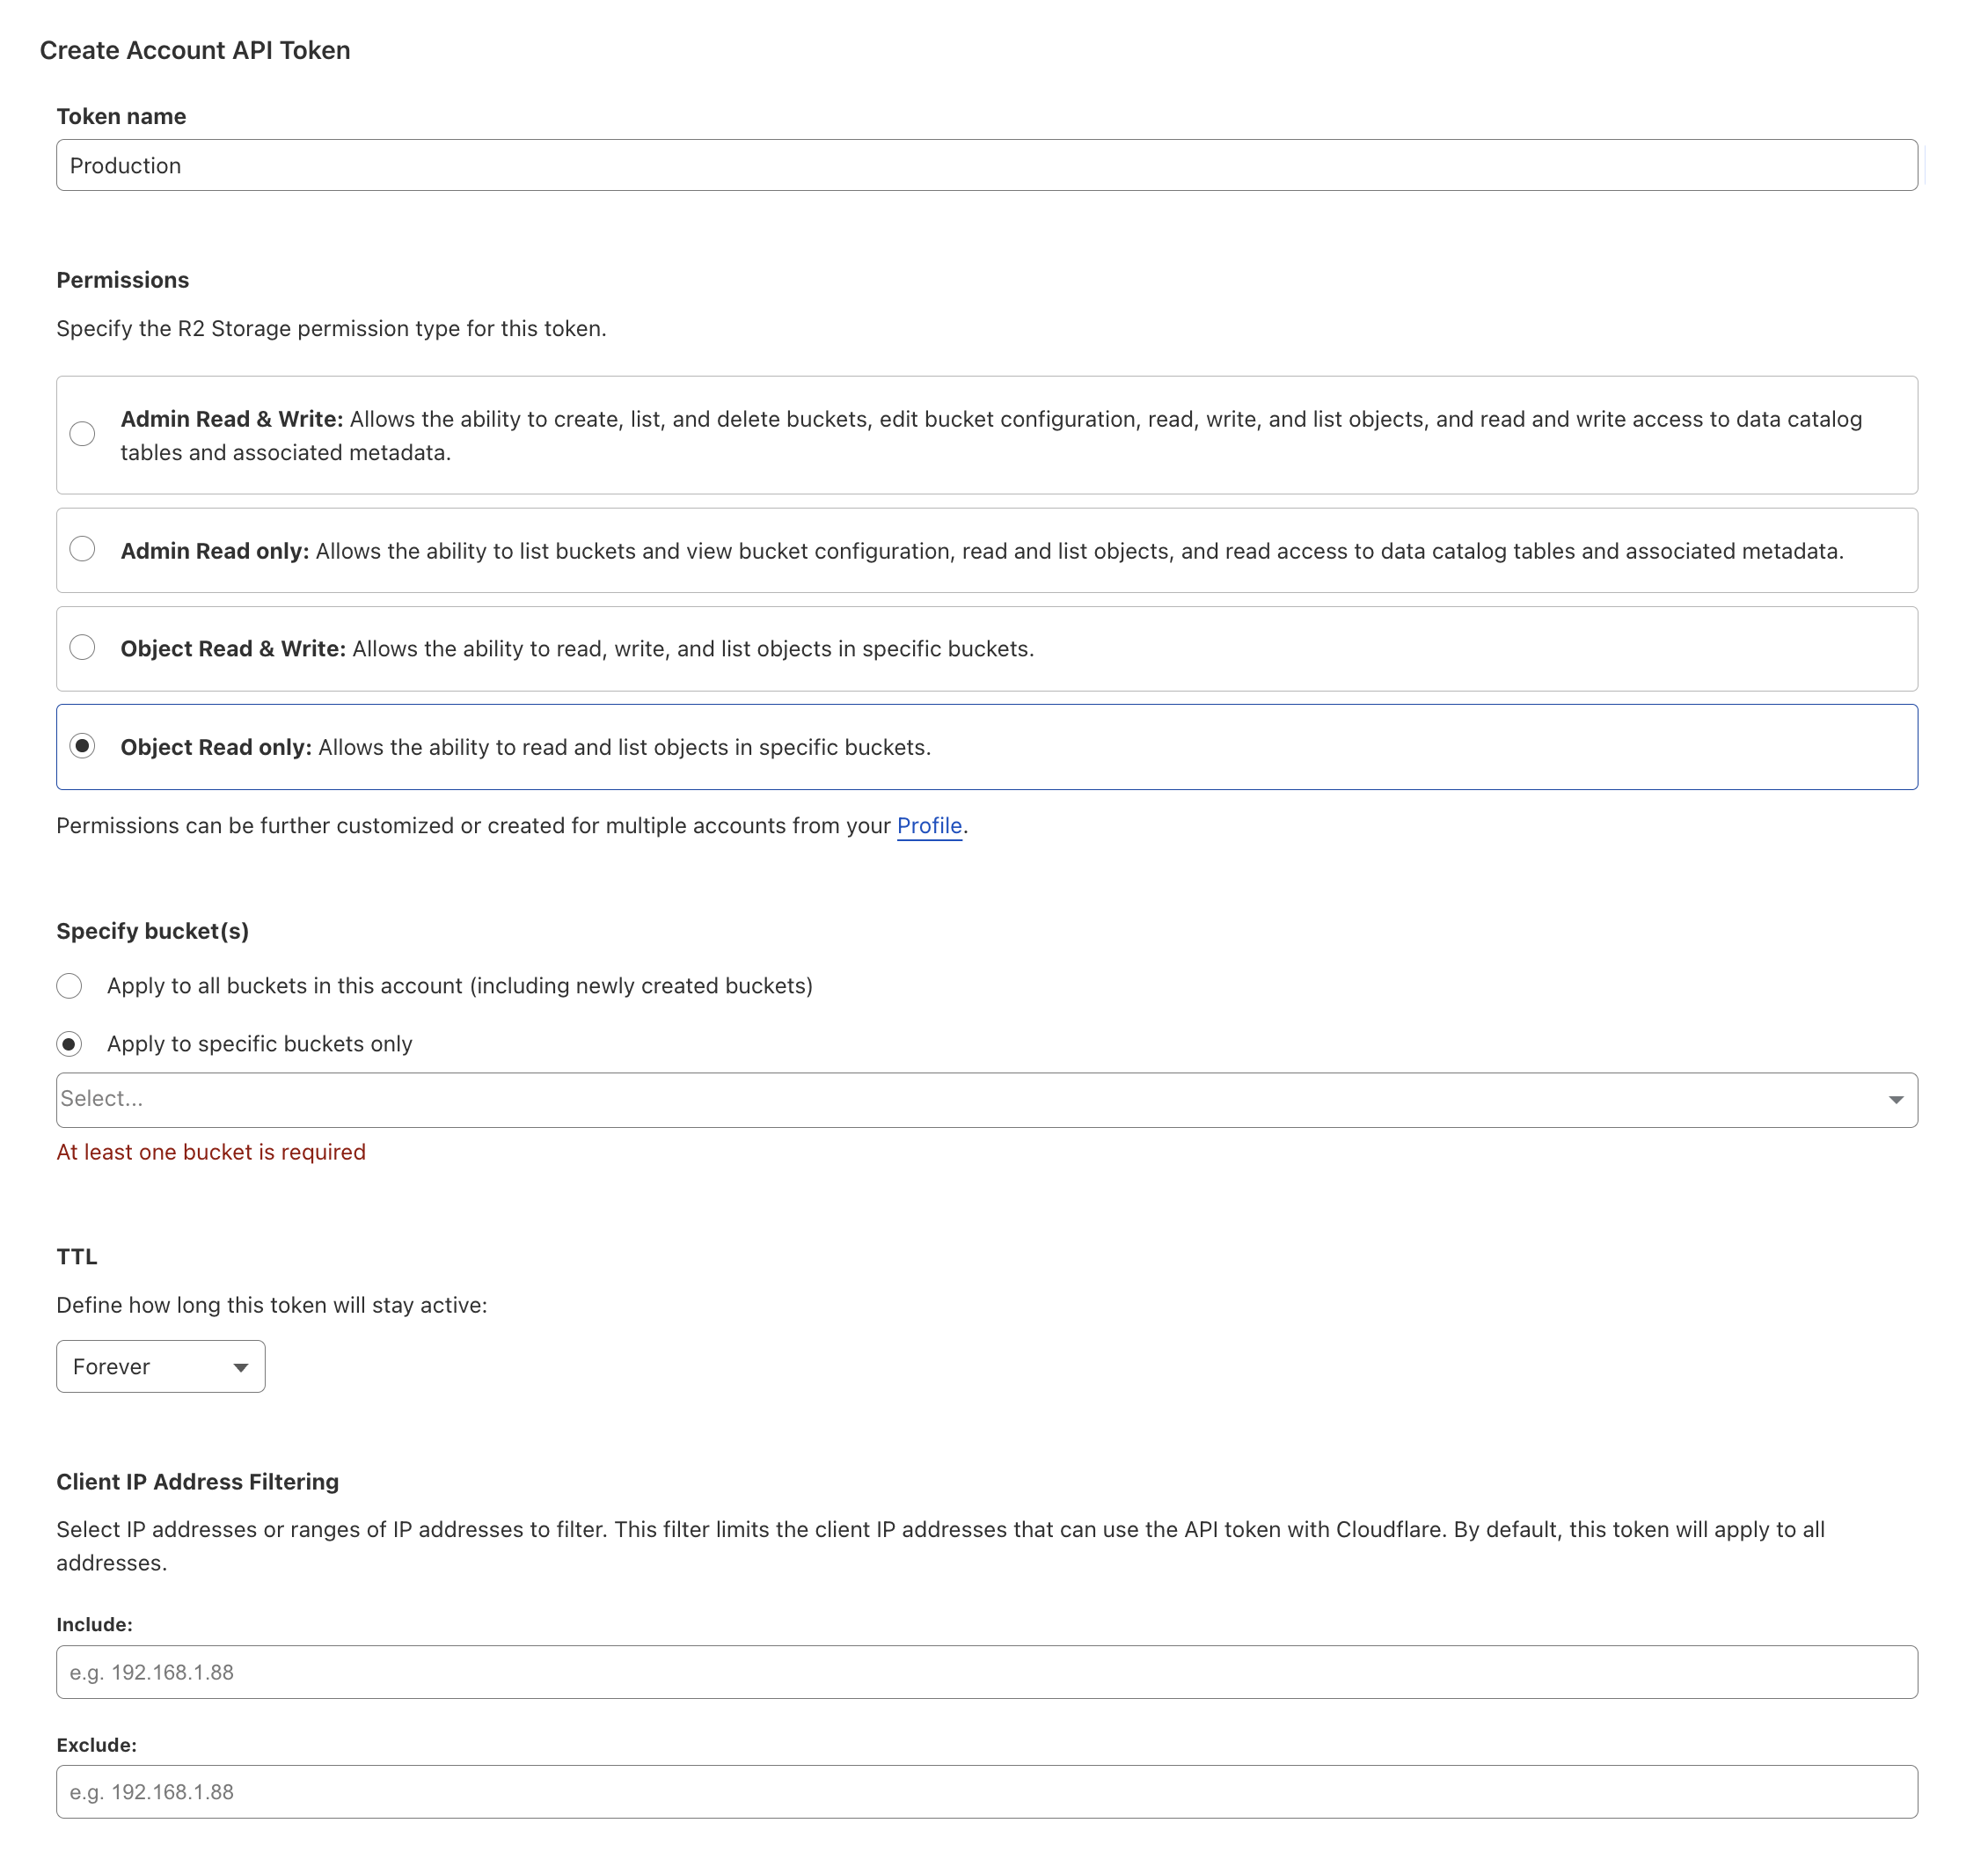 Create Account API Token
Token name
Production
Permissions
Specify the R2 Storage permission type for this token.
Admin Read & Write: Allows the ability to create, list, and delete buckets, edit bucket configuration, read, write, and list objects, and read and write access to data catalog
tables and associated metadata.
Admin Read only: Allows the ability to list buckets and view bucket configuration, read and list objects, and read access to data catalog tables and associated metadata.
Object Read & Write: Allows the ability to read, write, and list objects in specific buckets.
Object Read only: Allows the ability to read and list objects in specific buckets.
Permissions can be further customized or created for multiple accounts from your Profile.
Specify bucket(s)
Apply to all buckets in this account (including newly created buckets)
Apply to specific buckets only
Select...
At least one bucket is required
TTL
Define how long this token will stay active:
Forever
Client IP Address Filtering
Select IP addresses or ranges of IP addresses to filter. This filter limits the client IP addresses that can use the API token with Cloudflare. By default, this token will apply to all
addresses.
Include:
e.g. 192.168.1.88
Exclude:
e.g. 192.168.1.88